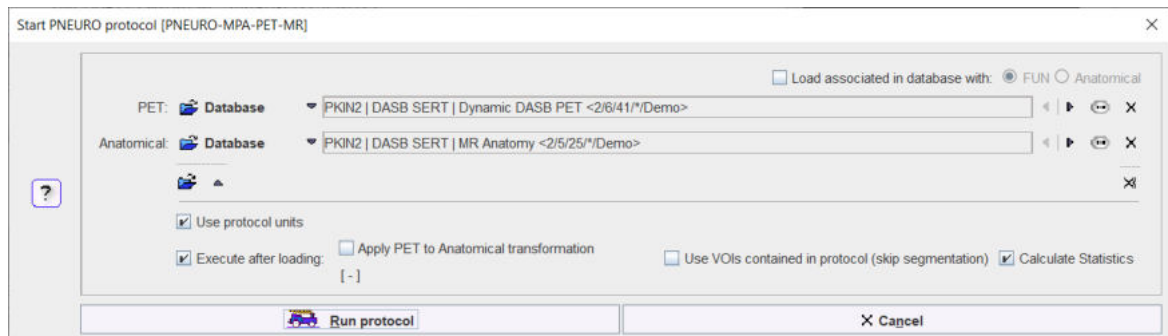 Start PNEURO protocol [PNEURO-MPA-PET-MR]
Load associated in database with: FUN Anatomical
PET: Database PKIN2 | DASB SERT | Dynamic DASB PET <2/6/41/*/Demo>
Anatomical: Database PKIN2 | DASB SERT | MR Anatomy <2/5/25/*/Demo>
?
Use protocol units
Execute after loading: Apply PET to Anatomical transformation Use VOIs contained in protocol (skip segmentation) Calculate Statistics
[ - ]
Run protocol Cancel